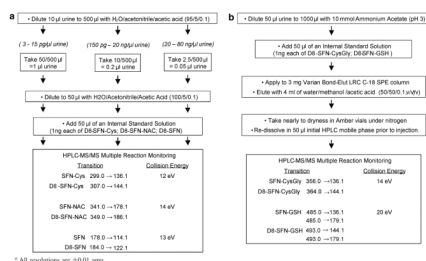 a
• Dilute 10 µl urine to 500µl with H₂O/acetonitrile/acetic acid (95/5/0.1)
( 3 – 15 pg/µl urine)
(150 pg – 20 ng/µl urine)
(20 – 80 ng/µl urine)
Take 50/500µl
=1 µl urine
Take 10/500µl
= 0.2 µl urine
Take 2.5/500µl
= 0.05 µl urine
• Dilute to 50 µl with H2O/Acetonitrile/Acetic Acid (100/5/0.1)
• Add 50 µl of an Internal Standard Solution
(1ng each of D8-SFN-Cys; D8-SFN-NAC; D8-SFN)
HPLC-MS/MS Multiple Reaction Monitoring
Transition Collision Energy
SFN-Cys 299.0 → 136.1 12 eV
D8 -SFN-Cys 307.0 → 144.1
SFN-NAC 341.0 → 178.1 14 eV
D8-SFN-NAC 349.0 → 186.1
SFN 178.0 → 114.1 13 eV
D8-SFN 184.0 → 122.1
a All resolutions are ±0.01 amu
b
• Dilute 50 µl urine to 1000µl with 10 mmol Ammonium Acetate (pH 3)
• Add 50 µl of an Internal Standard Solution
(1ng each of D8-SFN-CysGly; D8-SFN-GSH )
• Apply to 3 mg Varian Bond-Elut LRC C-18 SPE column
• Elute with 4 ml of water/methanol /acetic acid (50/50/0.1 v/v/v)
• Take nearly to dryness in Amber vials under nitrogen
• Re-dissolve in 50 µl initial HPLC mobile phase prior to injection.
HPLC-MS/MS Multiple Reaction Monitoring
Transition Collision Energy
SFN-CysGly 356.0 → 136.1 14 eV
D8-SFN-CysGly 364.0 → 144.1
SFN-GSH 485.0 → 136.1 20 eV
485.0 → 179.1
D8-SFN-GSH 493.0 → 144.1
493.0 → 179.1